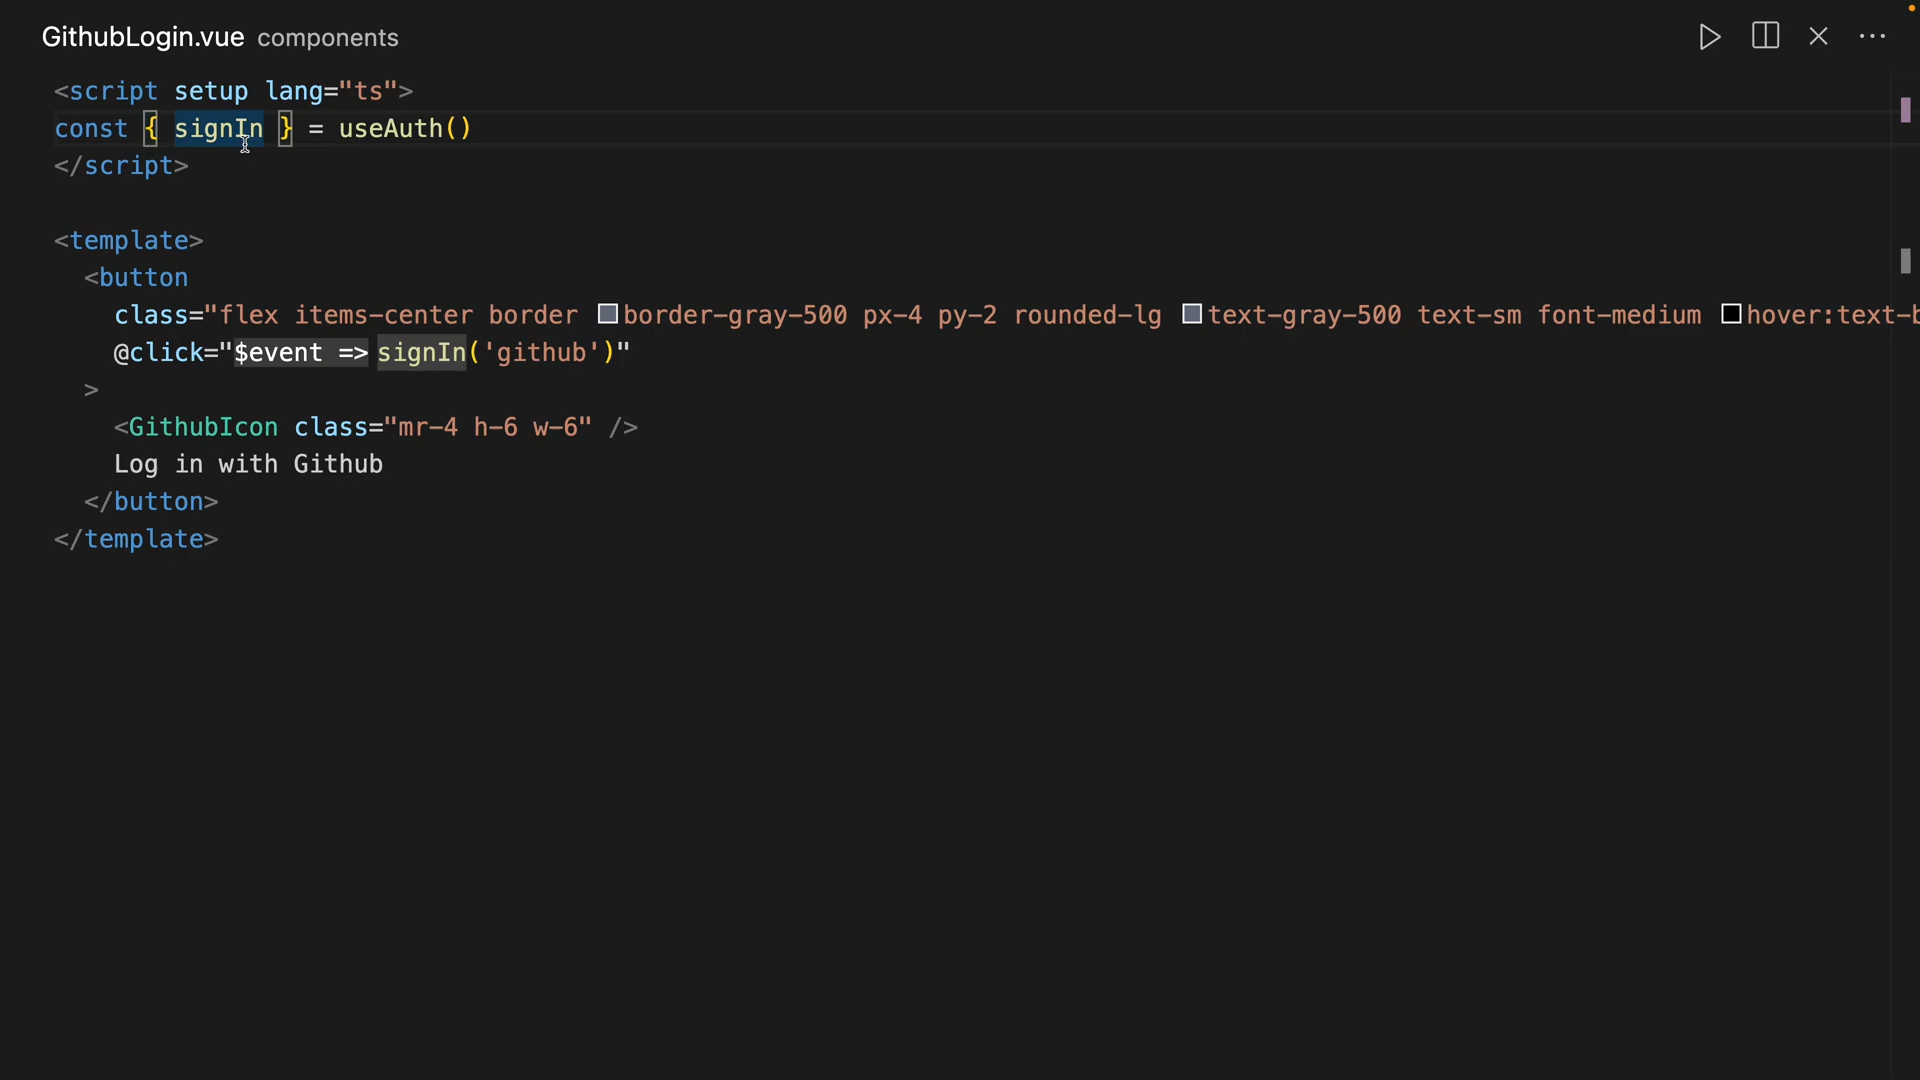 GithubLogin.vue components
<script setup lang="ts">
const { signIn } = useAuth()
</script>
<template>
<button
class="flex items-center border border-gray-500 px-4 py-2 rounded-lg text-gray-500 text-sm font-medium hover:text-b
@click="$event => signIn('github')"
>
<GithubIcon class="mr-4 h-6 w-6" />
Log in with Github
</button>
</template>